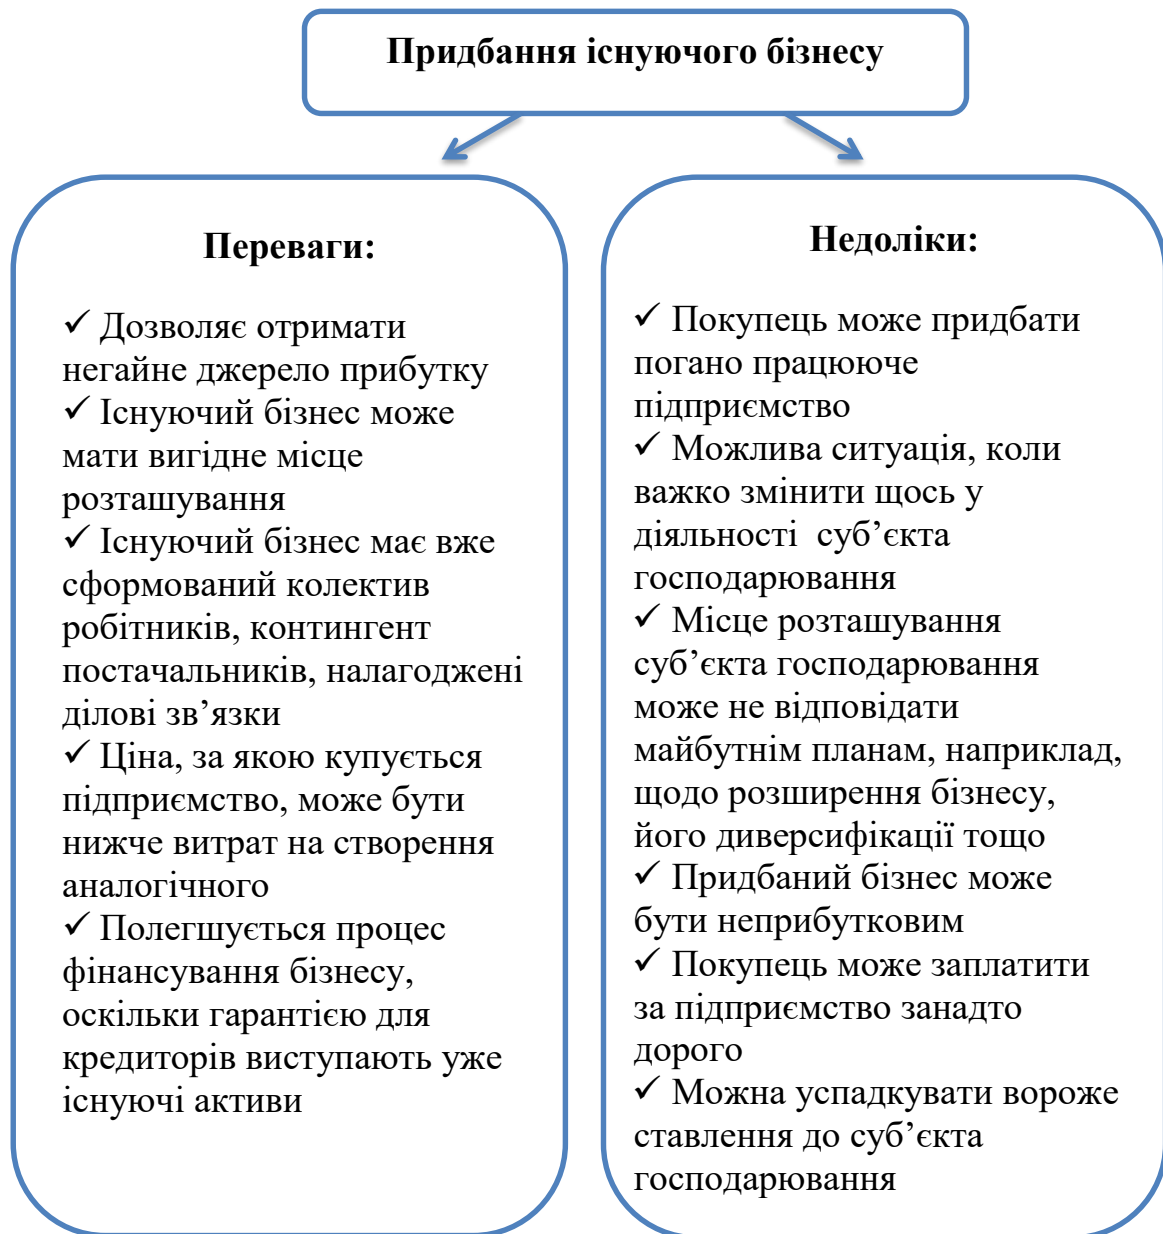 Придбання існуючого бізнесу
Переваги:
✓ Дозволяє отримати
негайне джерело прибутку
✓ Існуючий бізнес може
мати вигідне місце
розташування
✓ Існуючий бізнес має вже
сформований колектив
робітників, контингент
постачальників, налагоджені
ділові зв’язки
✓ Ціна, за якою купується
підприємство, може бути
нижче витрат на створення
аналогічного
✓ Полегшується процес
фінансування бізнесу,
оскільки гарантією для
кредиторів виступають уже
існуючі активи
Недоліки:
✓ Покупець може придбати
погано працююче
підприємство
✓ Можлива ситуація, коли
важко змінити щось у
діяльності суб’єкта
господарювання
✓ Місце розташування
суб’єкта господарювання
може не відповідати
майбутнім планам, наприклад,
щодо розширення бізнесу,
його диверсифікації тощо
✓ Придбаний бізнес може
бути неприбутковим
✓ Покупець може заплатити
за підприємство занадто
дорого
✓ Можна успадкувати вороже
ставлення до суб’єкта
господарювання